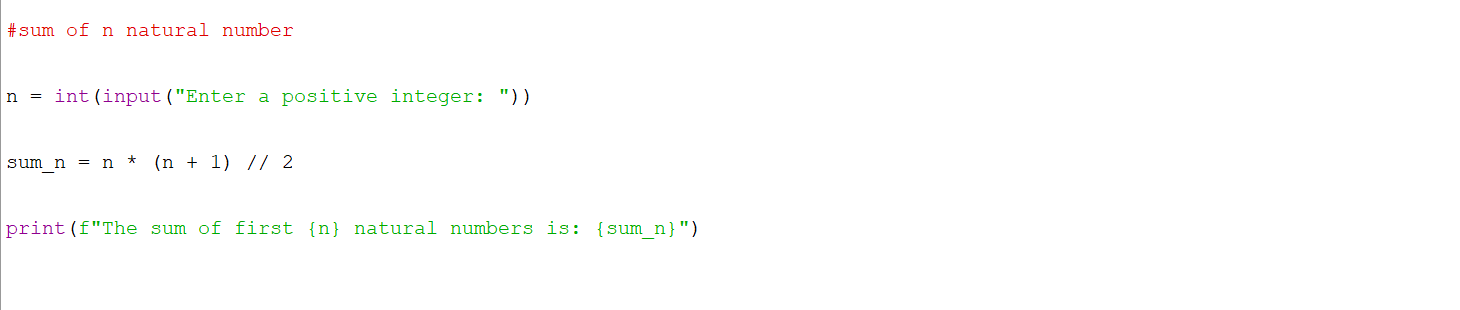 #sum of n natural number
n = int(input("Enter a positive integer: "))
sum_n = n * (n + 1) // 2
print(f"The sum of first {n} natural numbers is: {sum_n}")